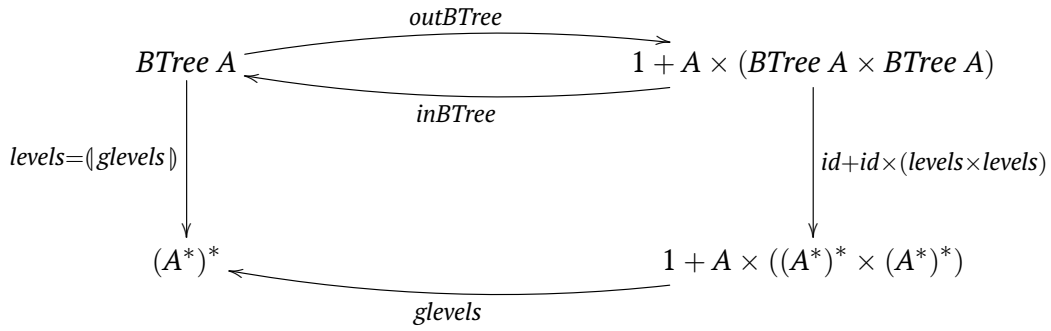 outBTree
BTree A
1 + A × (BTree A × BTree A)
inBTree
levels=⦇glevels⦈
id+id×(levels×levels)
(A*)*
1 + A × ((A*)* × (A*)*)
glevels